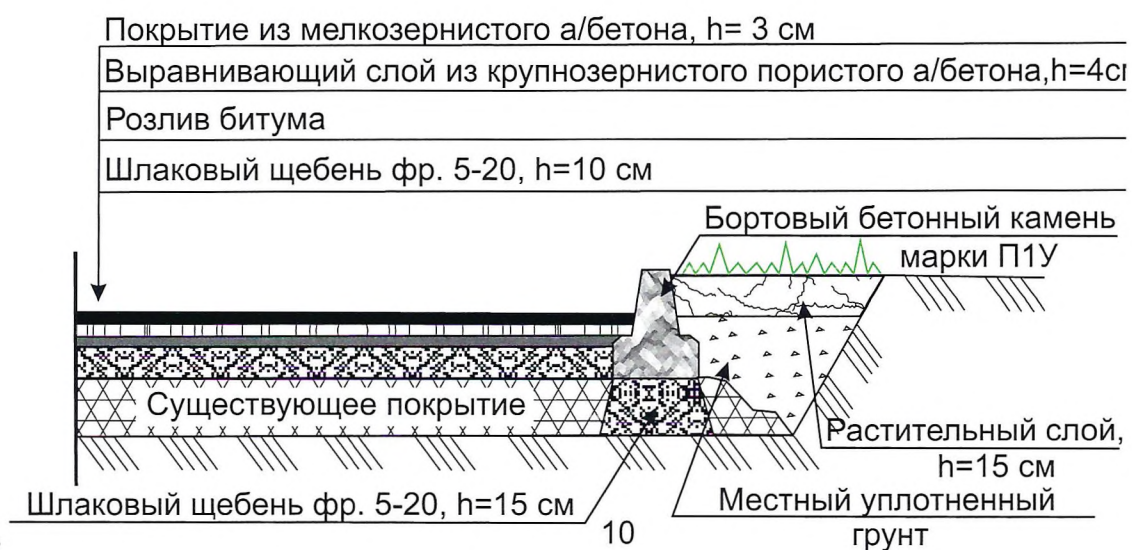 Покрытие из мелкозернистого а/бетона, h= 3 см
Выравнивающий слой из крупнозернистого пористого а/бетона,h=4см
Розлив битума
Шлаковый щебень фр. 5-20, h=10 см
Бортовый бетонный камень
марки П1У
Существующее покрытие
Растительный слой,
h=15 см
Шлаковый щебень фр. 5-20, h=15 см
Местный уплотненный
грунт
10